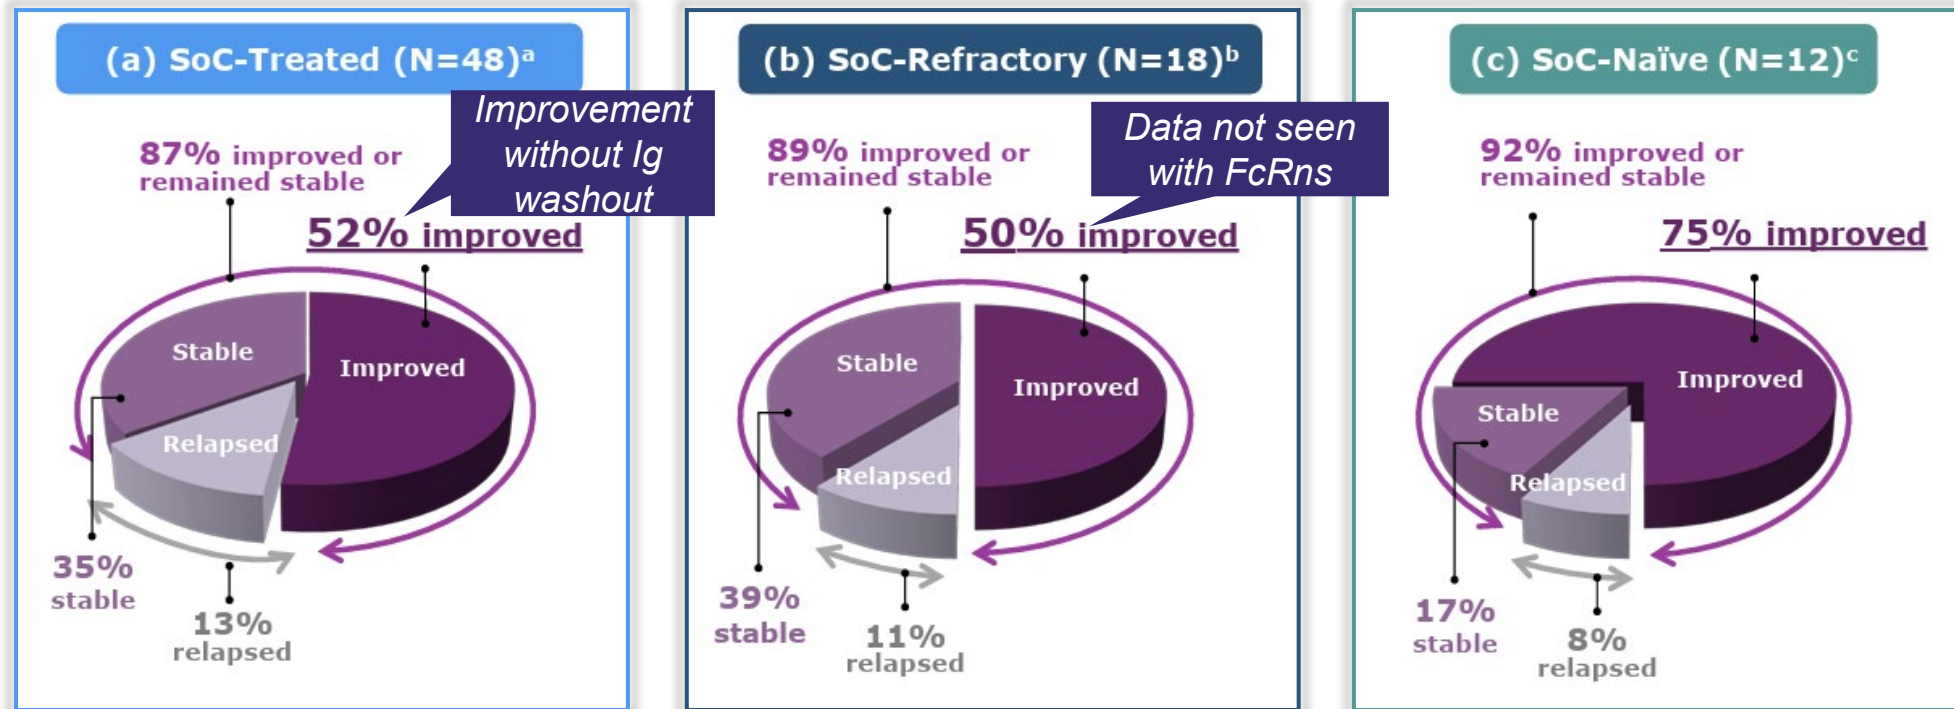 (a) SoC-Treated (N=48)ᵃ
Improvement
without Ig
washout
87% improved or
remained stable
52% improved
Stable
Improved
Relapsed
35%
stable
13%
relapsed
(b) SoC-Refractory (N=18)ᵇ
Data not seen
with FcRns
89% improved or
remained stable
50% improved
Stable
Improved
Relapsed
39%
stable
11%
relapsed
(c) SoC-Naïve (N=12)ᶜ
92% improved or
remained stable
75% improved
Improved
Stable
Relapsed
17%
stable
8%
relapsed